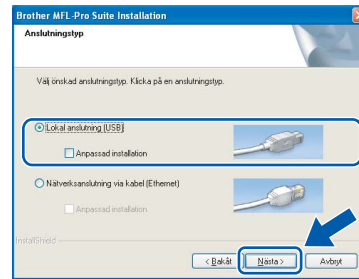 Brother MFL-Pro Suite Installation
Anslutningstyp
Välj önskad anslutningstyp. Klicka på en anslutningstyp.
Lokal anslutning (USB)
Anpassad installation
Nätverksanslutning via kabel (Ethernet)
Anpassad installation
InstallShield
< Bakåt
Nästa >
Avbryt